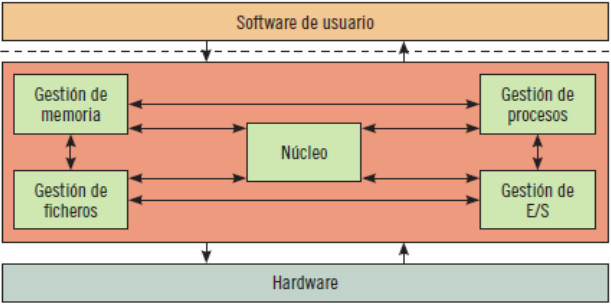 Software de usuario
Gestión de
memoria
Gestión de
procesos
Núcleo
Gestión de
ficheros
Gestión de
E/S
Hardware